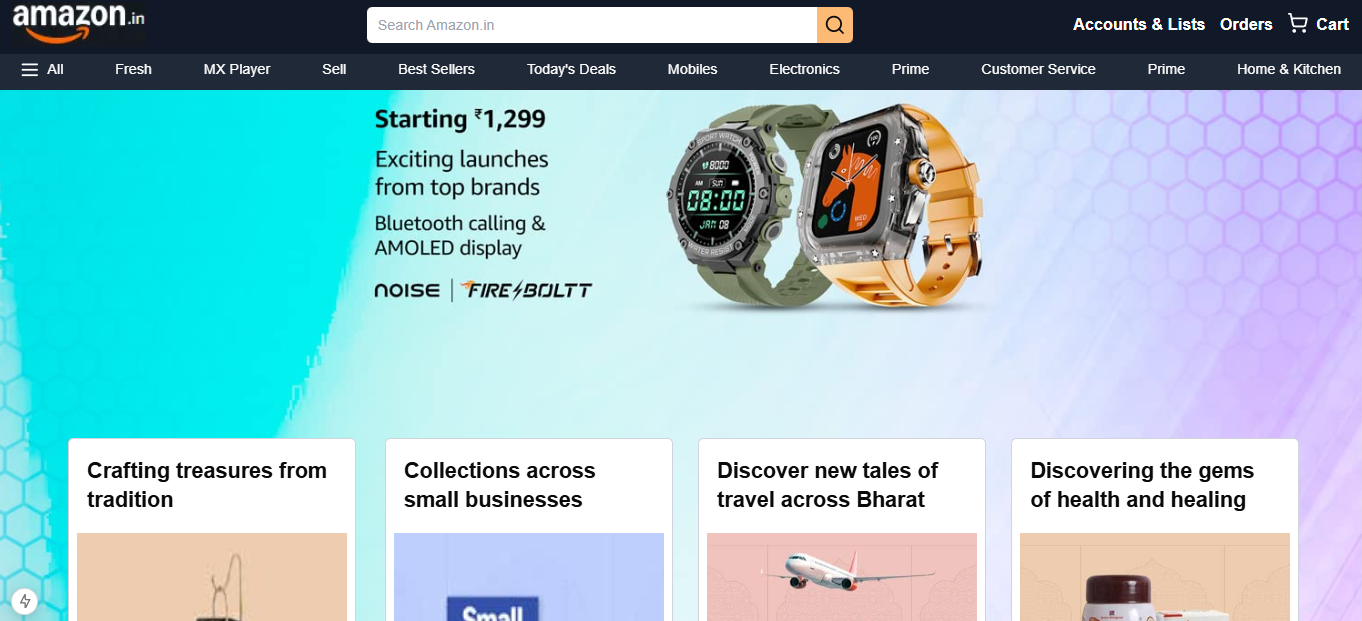 amazon.in
Search Amazon.in
Accounts & Lists Orders Cart
All Fresh MX Player Sell Best Sellers Today's Deals Mobiles Electronics Prime Customer Service Prime Home & Kitchen
Starting ₹1,299
Exciting launches
from top brands
Bluetooth calling &
AMOLED display
noise | FIRE-BOLTT
SPORT WATCH
8000
AM SUN
08:00
JAN 08
WATER RESIST
100
WED
Crafting treasures from
tradition
Collections across
small businesses
Discover new tales of
travel across Bharat
Discovering the gems
of health and healing
Small